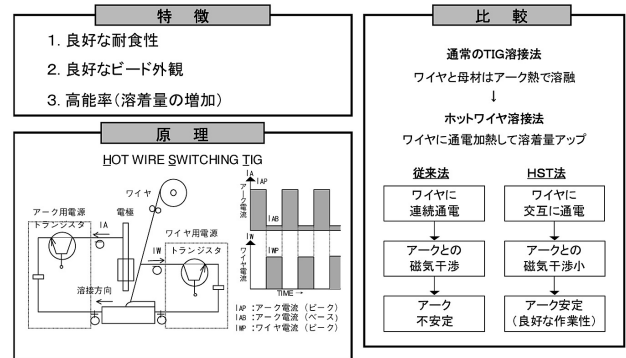 特 徴
1. 良好な耐食性
2. 良好なビード外観
3. 高能率（溶着量の増加）
原 理
HOT WIRE SWITCHING TIG
ワイヤ
アーク用電源
トランジスタ
電極
IA
ワイヤ用電源
トランジスタ
IW
溶接方向
IA
アーク電流
IAP
IAB
IW
ワイヤ電流
IWP
TIME →
IAP：アーク電流（ピーク）
IAB：アーク電流（ベース）
IWP：ワイヤ電流（ピーク）
比 較
通常のTIG溶接法
ワイヤと母材はアーク熱で溶融
↓
ホットワイヤ溶接法
ワイヤに通電加熱して溶着量アップ
従来法
ワイヤに
連続通電
アークとの
磁気干渉
アーク
不安定
HST法
ワイヤに
交互に通電
アークとの
磁気干渉小
アーク安定
（良好な作業性）